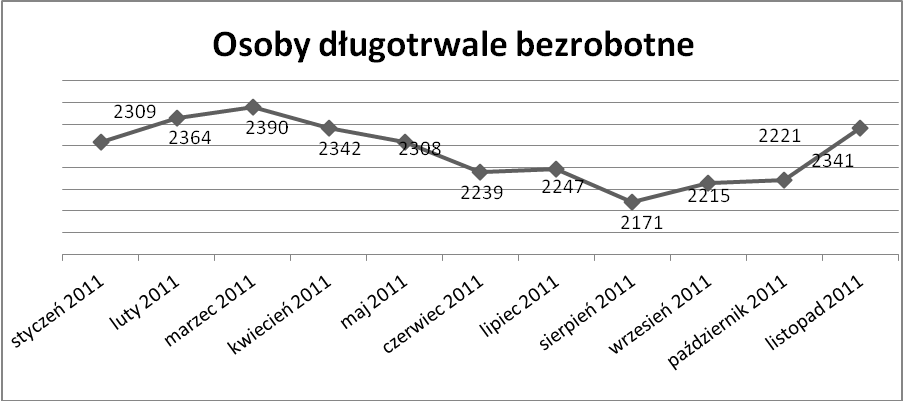 Osoby długotrwale bezrobotne
2309
2364
2390
2342
2308
2239
2247
2171
2215
2221
2341
styczeń 2011
luty 2011
marzec 2011
kwiecień 2011
maj 2011
czerwiec 2011
lipiec 2011
sierpień 2011
wrzesień 2011
październik 2011
listopad 2011